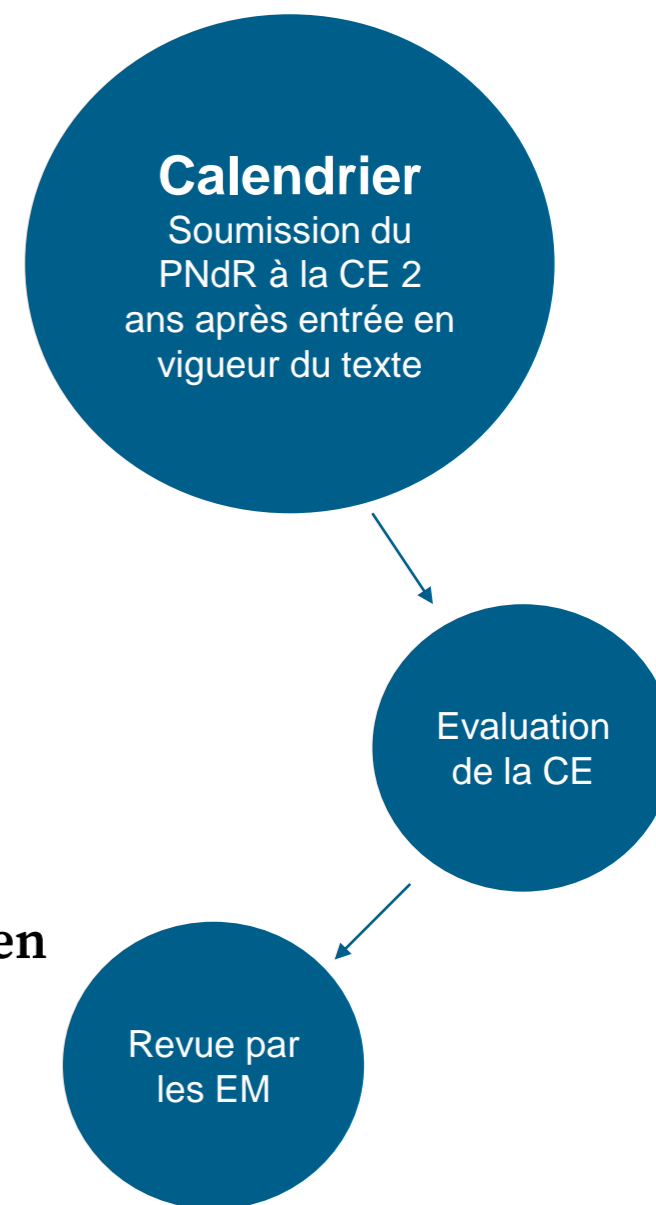 Calendrier
Soumission du
PNdR à la CE 2
ans après entrée en
vigueur du texte
Evaluation
de la CE
en
Revue par
les EM